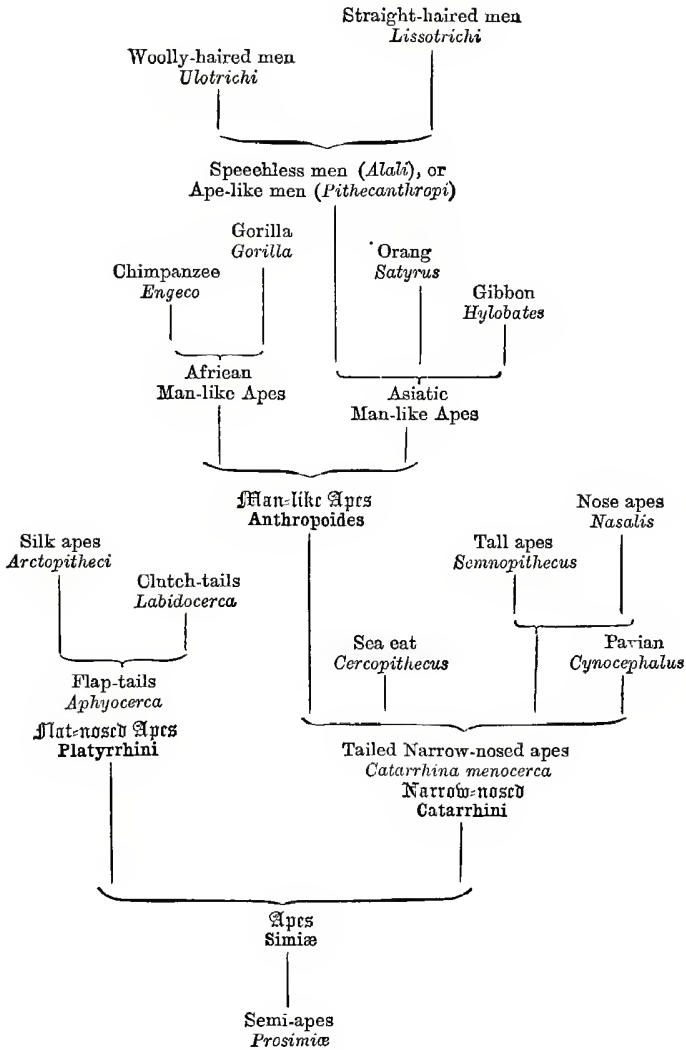 Straight-haired men
Lissotrichi
Woolly-haired men
Ulotrichi
Speeehless men (Alali), or
Ape-like men (Pithecanthropi)
Gorilla
Gorilla
Orang
Satyrus
Chimpanzee
Engeco
Gibbon
Hylobates
African
Man-like Apes
Asiatic
Man-like Apes
Man-like Apes
Anthropoides
Nose apes
Nasalis
Silk apes
Arctopitheci
Tall apes
Semnopithecus
Clutch-tails
Labidocerca
Sea eat
Cercopithecus
Pavian
Cynocephalus
Flap-tails
Aphyocerca
Flat-nosed Apes
Platyrrhini
Tailed Narrow-nosed apes
Catarrhina menocerca
Narrow-nosed
Catarrhini
Apes
Simiæ
Semi-apes
Prosimiæ